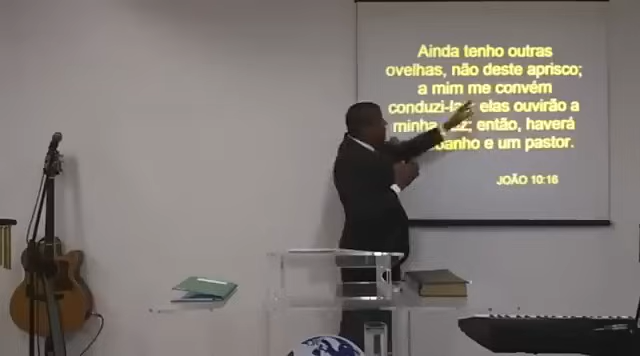 Ainda tenho outras
ovelhas, não deste aprisco;
a mim me convém
elas ouvirão a
minha então, haverá
e um pastor.
JOÃO 10:16